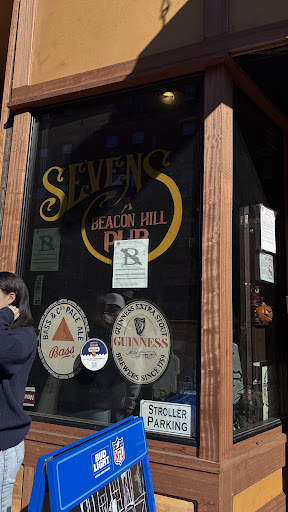 SEVENS
A
BEACON HILL
PUB
B
B
BASS & CO'S PALE ALE
Bass
GUINNESS EXTRA STOUT
GUINNESS
BREWERS SINCE 1759
STROLLER
PARKING
BUD
LIGHT
NFL